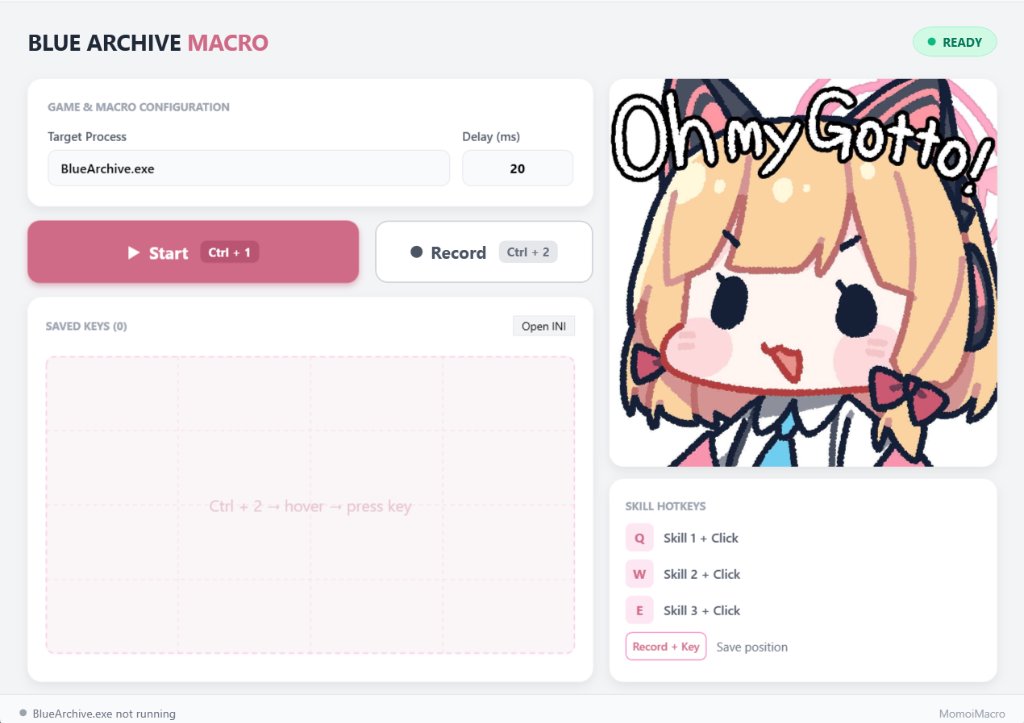 BLUE ARCHIVE MACRO
READY
GAME & MACRO CONFIGURATION
Target Process
Delay (ms)
BlueArchive.exe
20
Start Ctrl + 1
Record Ctrl + 2
SAVED KEYS (0)
Open INI
Ctrl + 2 → hover → press key
Oh my Gotto!
SKILL HOTKEYS
Q Skill 1 + Click
W Skill 2 + Click
E Skill 3 + Click
Record + Key Save position
BlueArchive.exe not running
MomoiMacro